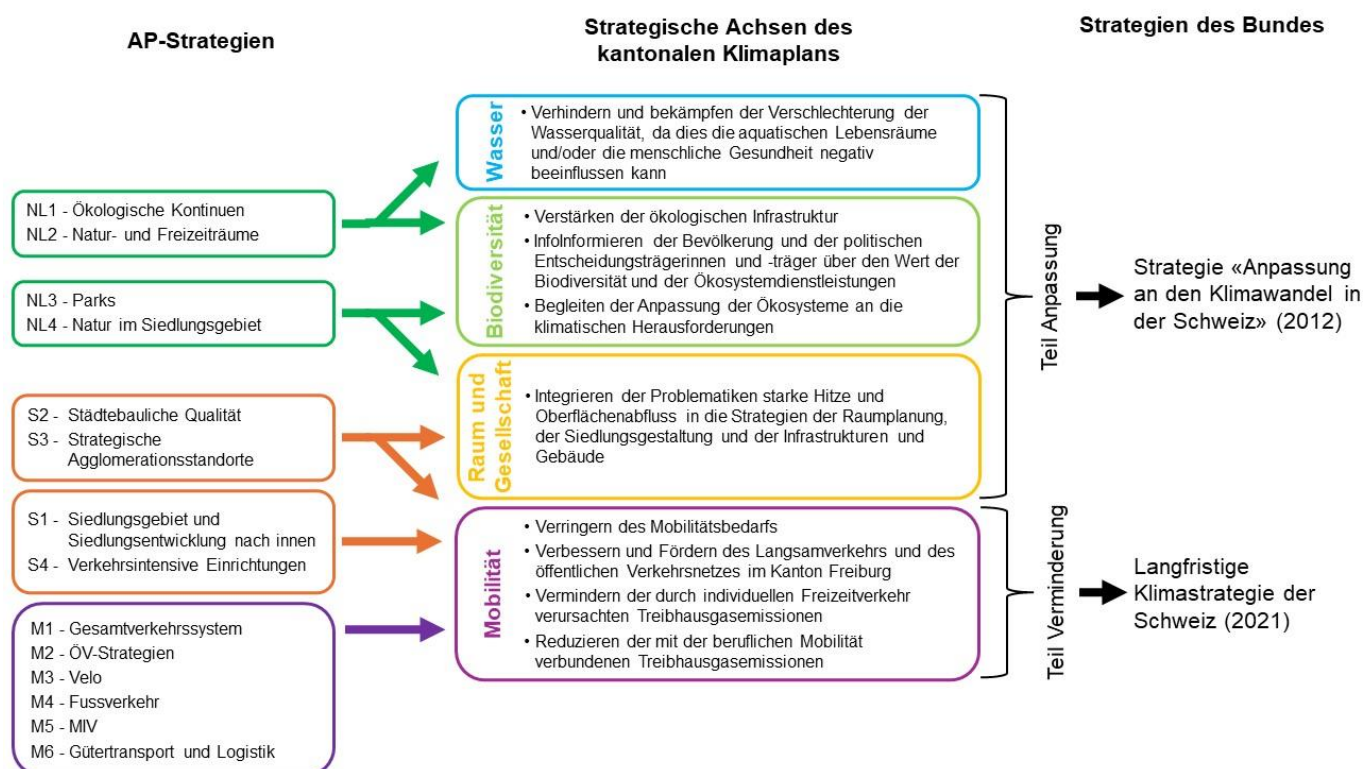 AP-Strategien
Strategische Achsen des
kantonalen Klimaplans
Strategien des Bundes
NL1 - Ökologische Kontinuen
NL2 - Natur- und Freizeiträume
NL3 - Parks
NL4 - Natur im Siedlungsgebiet
S2 - Städtebauliche Qualität
S3 - Strategische
Agglomerationsstandorte
S1 - Siedlungsgebiet und
Siedlungsentwicklung nach innen
S4 - Verkehrsintensive Einrichtungen
M1 - Gesamtverkehrssystem
M2 - ÖV-Strategien
M3 - Velo
M4 - Fussverkehr
M5 - MIV
M6 - Gütertransport und Logistik
Wasser
• Verhindern und bekämpfen der Verschlechterung der
Wasserqualität, da dies die aquatischen Lebensräume
und/oder die menschliche Gesundheit negativ
beeinflussen kann
Biodiversität
• Verstärken der ökologischen Infrastruktur
• InfoInformieren der Bevölkerung und der politischen
Entscheidungsträgerinnen und -träger über den Wert der
Biodiversität und der Ökosystemdienstleistungen
• Begleiten der Anpassung der Ökosysteme an die
klimatischen Herausforderungen
Raum und
Gesellschaft
• Integrieren der Problematiken starke Hitze und
Oberflächenabfluss in die Strategien der Raumplanung,
der Siedlungsgestaltung und der Infrastrukturen und
Gebäude
Mobilität
• Verringern des Mobilitätsbedarfs
• Verbessern und Fördern des Langsamverkehrs und des
öffentlichen Verkehrsnetzes im Kanton Freiburg
• Vermindern der durch individuellen Freizeitverkehr
verursachten Treibhausgasemissionen
• Reduzieren der mit der beruflichen Mobilität
verbundenen Treibhausgasemissionen
Teil Anpassung
Strategie «Anpassung
an den Klimawandel in
der Schweiz» (2012)
Teil Verminderung
Langfristige
Klimastrategie der
Schweiz (2021)